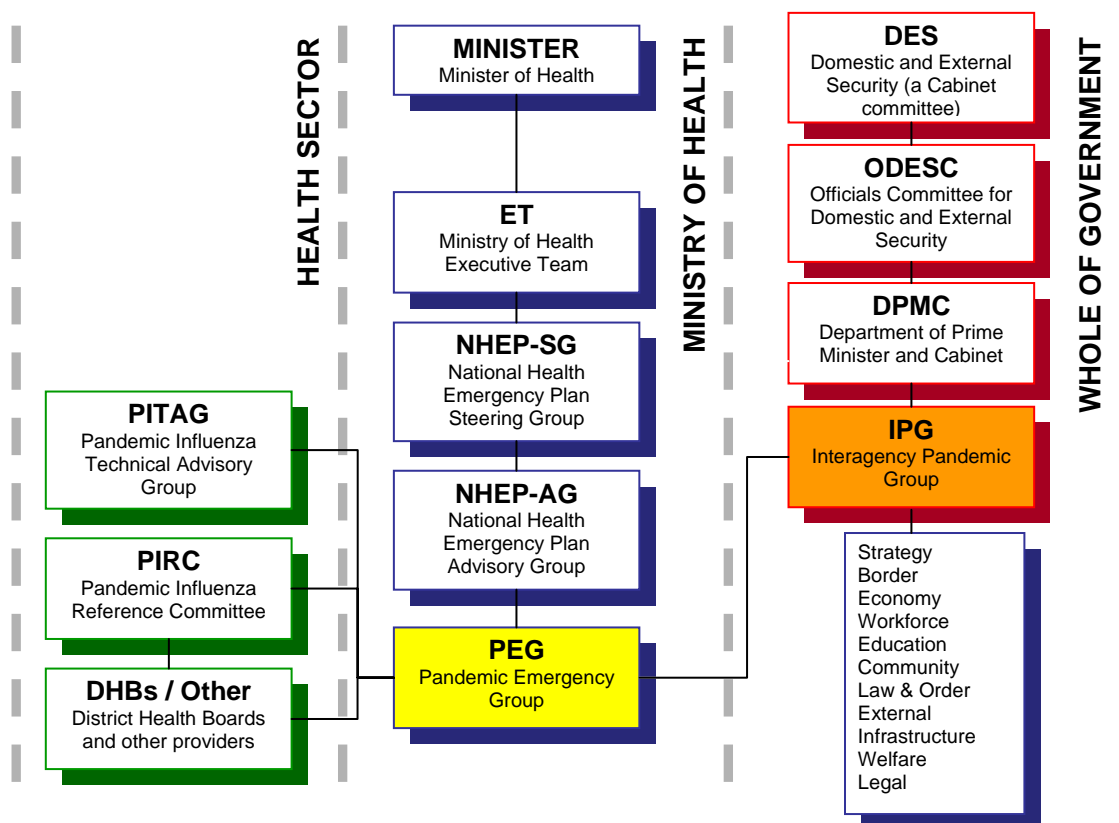 HEALTH SECTOR
PITAG
Pandemic Influenza
Technical Advisory
Group
PIRC
Pandemic Influenza
Reference Committee
DHBs / Other
District Health Boards
and other providers
MINISTRY OF HEALTH
MINISTER
Minister of Health
ET
Ministry of Health
Executive Team
NHEP-SG
National Health
Emergency Plan
Steering Group
NHEP-AG
National Health
Emergency Plan
Advisory Group
PEG
Pandemic Emergency
Group
WHOLE OF GOVERNMENT
DES
Domestic and External
Security (a Cabinet
committee)
ODESC
Officials Committee for
Domestic and External
Security
DPMC
Department of Prime
Minister and Cabinet
IPG
Interagency Pandemic
Group
Strategy
Border
Economy
Workforce
Education
Community
Law & Order
External
Infrastructure
Welfare
Legal